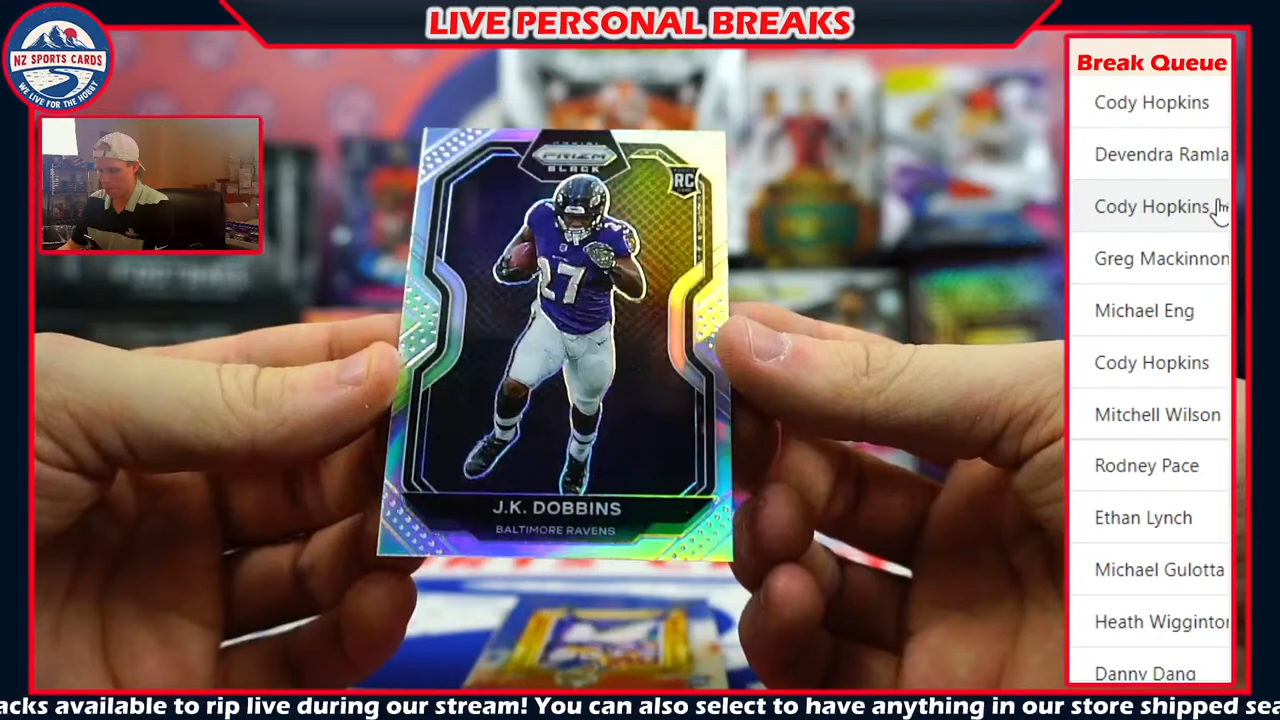 LIVE PERSONAL BREAKS
NZ SPORTS CARDS
WE LIVE FOR THE HOBBY
Break Queue
Cody Hopkins
Devendra Ramla
Cody Hopkins
Greg Mackinnon
Michael Eng
Cody Hopkins
Mitchell Wilson
Rodney Pace
Ethan Lynch
Michael Gulotta
Heath Wigginton
Danny Dang
PANINI
PRIZM
BLACK
RC
27
J.K. DOBBINS
BALTIMORE RAVENS
acks available to rip live during our stream! You can also select to have anything in our store shipped sea